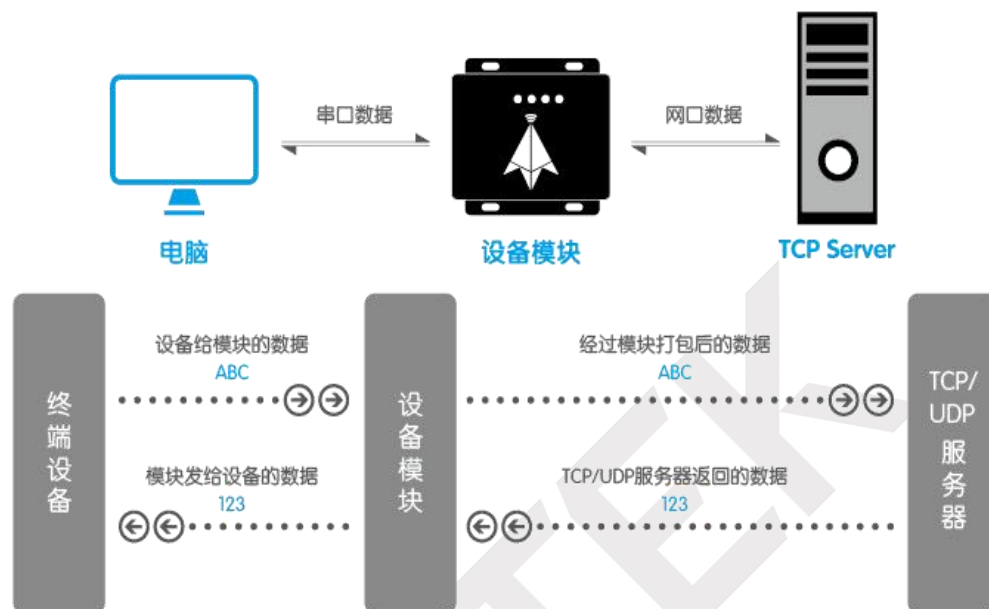 串口数据
网口数据
电脑
设备模块
TCP Server
设备给模块的数据
ABC
经过模块打包后的数据
ABC
终端设备
设备模块
TCP/
UDP
服务器
模块发给设备的数据
123
TCP/UDP服务器返回的数据
123